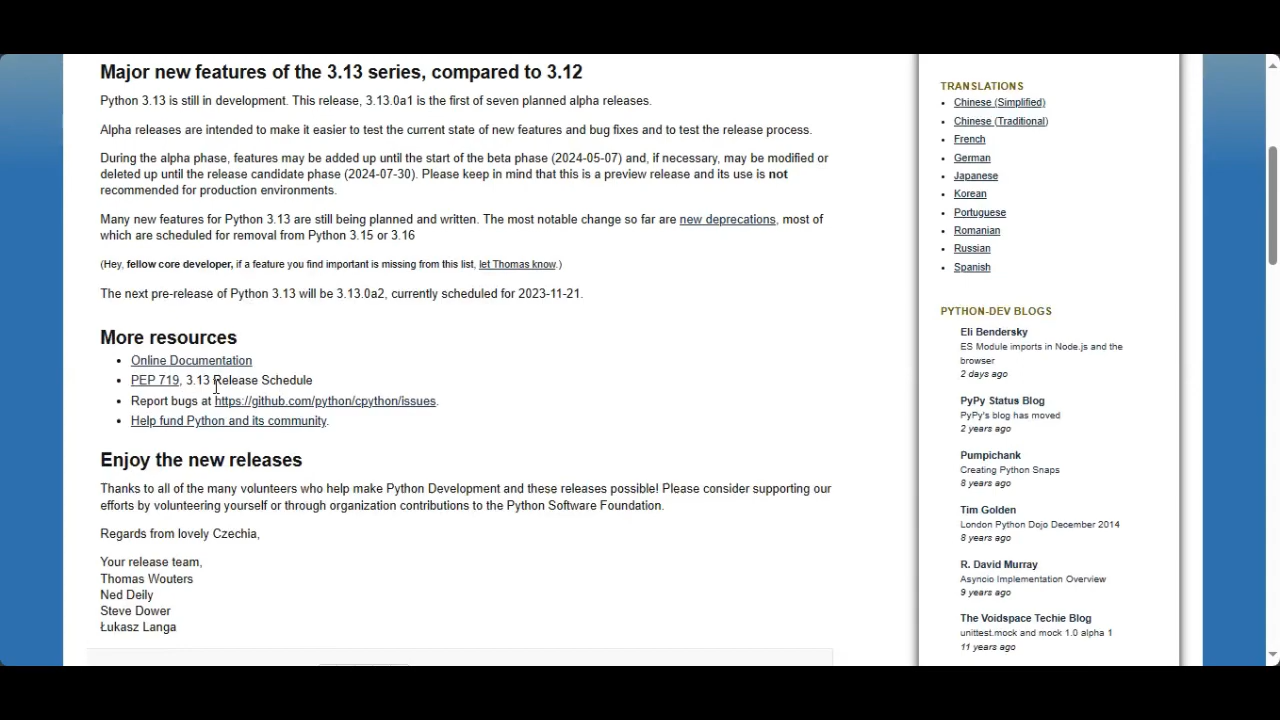 Major new features of the 3.13 series, compared to 3.12
Python 3.13 is still in development. This release, 3.13.0a1 is the first of seven planned alpha releases.
Alpha releases are intended to make it easier to test the current state of new features and bug fixes and to test the release process.
During the alpha phase, features may be added up until the start of the beta phase (2024-05-07) and, if necessary, may be modified or
deleted up until the release candidate phase (2024-07-30). Please keep in mind that this is a preview release and its use is not
recommended for production environments.
Many new features for Python 3.13 are still being planned and written. The most notable change so far are new deprecations, most of
which are scheduled for removal from Python 3.15 or 3.16
(Hey, fellow core developer, if a feature you find important is missing from this list, let Thomas know.)
The next pre-release of Python 3.13 will be 3.13.0a2, currently scheduled for 2023-11-21.
More resources
• Online Documentation
• PEP 719, 3.13 Release Schedule
• Report bugs at https://github.com/python/cpython/issues.
• Help fund Python and its community.
Enjoy the new releases
Thanks to all of the many volunteers who help make Python Development and these releases possible! Please consider supporting our
efforts by volunteering yourself or through organization contributions to the Python Software Foundation.
Regards from lovely Czechia,
Your release team,
Thomas Wouters
Ned Deily
Steve Dower
Łukasz Langa
TRANSLATIONS
• Chinese (Simplified)
• Chinese (Traditional)
• French
• German
• Japanese
• Korean
• Portuguese
• Romanian
• Russian
• Spanish
PYTHON-DEV BLOGS
Eli Bendersky
ES Module imports in Node.js and the
browser
2 days ago
PyPy Status Blog
PyPy's blog has moved
2 years ago
Pumpichank
Creating Python Snaps
8 years ago
Tim Golden
London Python Dojo December 2014
8 years ago
R. David Murray
Asyncio Implementation Overview
9 years ago
The Voidspace Techie Blog
unittest.mock and mock 1.0 alpha 1
11 years ago